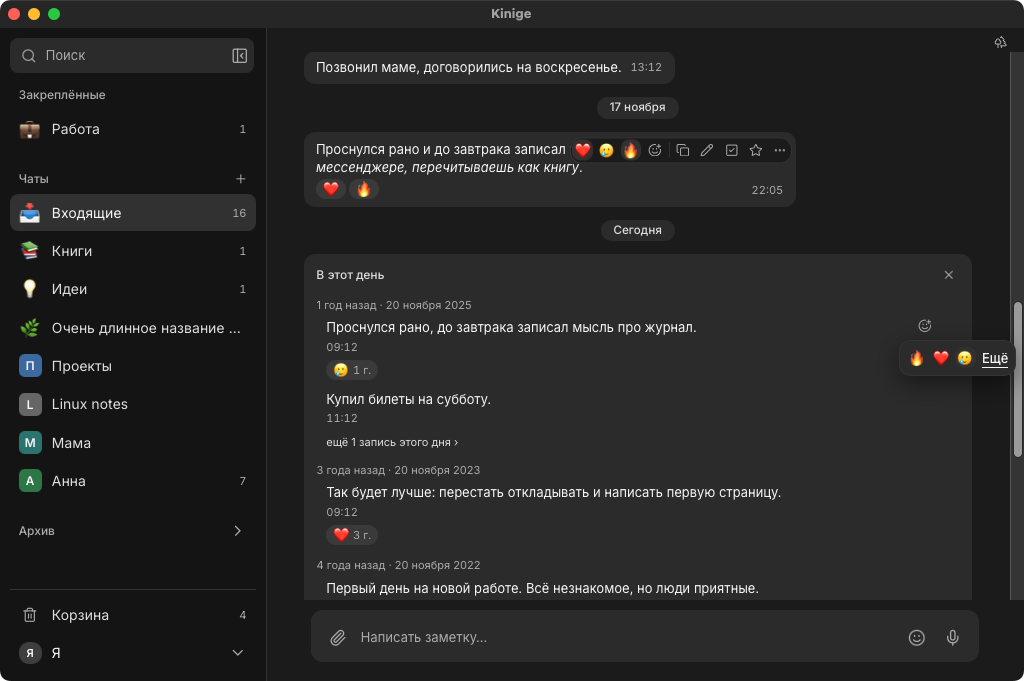 Kinige
Поиск
Закреплённые
Работа 1
Чаты
Входящие 16
Книги 1
Идеи 1
Очень длинное название ...
П Проекты
L Linux notes
М Мама
А Анна 7
Архив
Корзина 4
Я Я
Позвонил маме, договорились на воскресенье. 13:12
17 ноября
Проснулся рано и до завтрака записал
мессенджере, перечитываешь как книгу.
22:05
Сегодня
В этот день
1 год назад · 20 ноября 2025
Проснулся рано, до завтрака записал мысль про журнал.
09:12
1 г.
Ещё
Купил билеты на субботу.
11:12
ещё 1 запись этого дня ›
3 года назад · 20 ноября 2023
Так будет лучше: перестать откладывать и написать первую страницу.
09:12
3 г.
4 года назад · 20 ноября 2022
Первый день на новой работе. Всё незнакомое, но люди приятные.
Написать заметку...